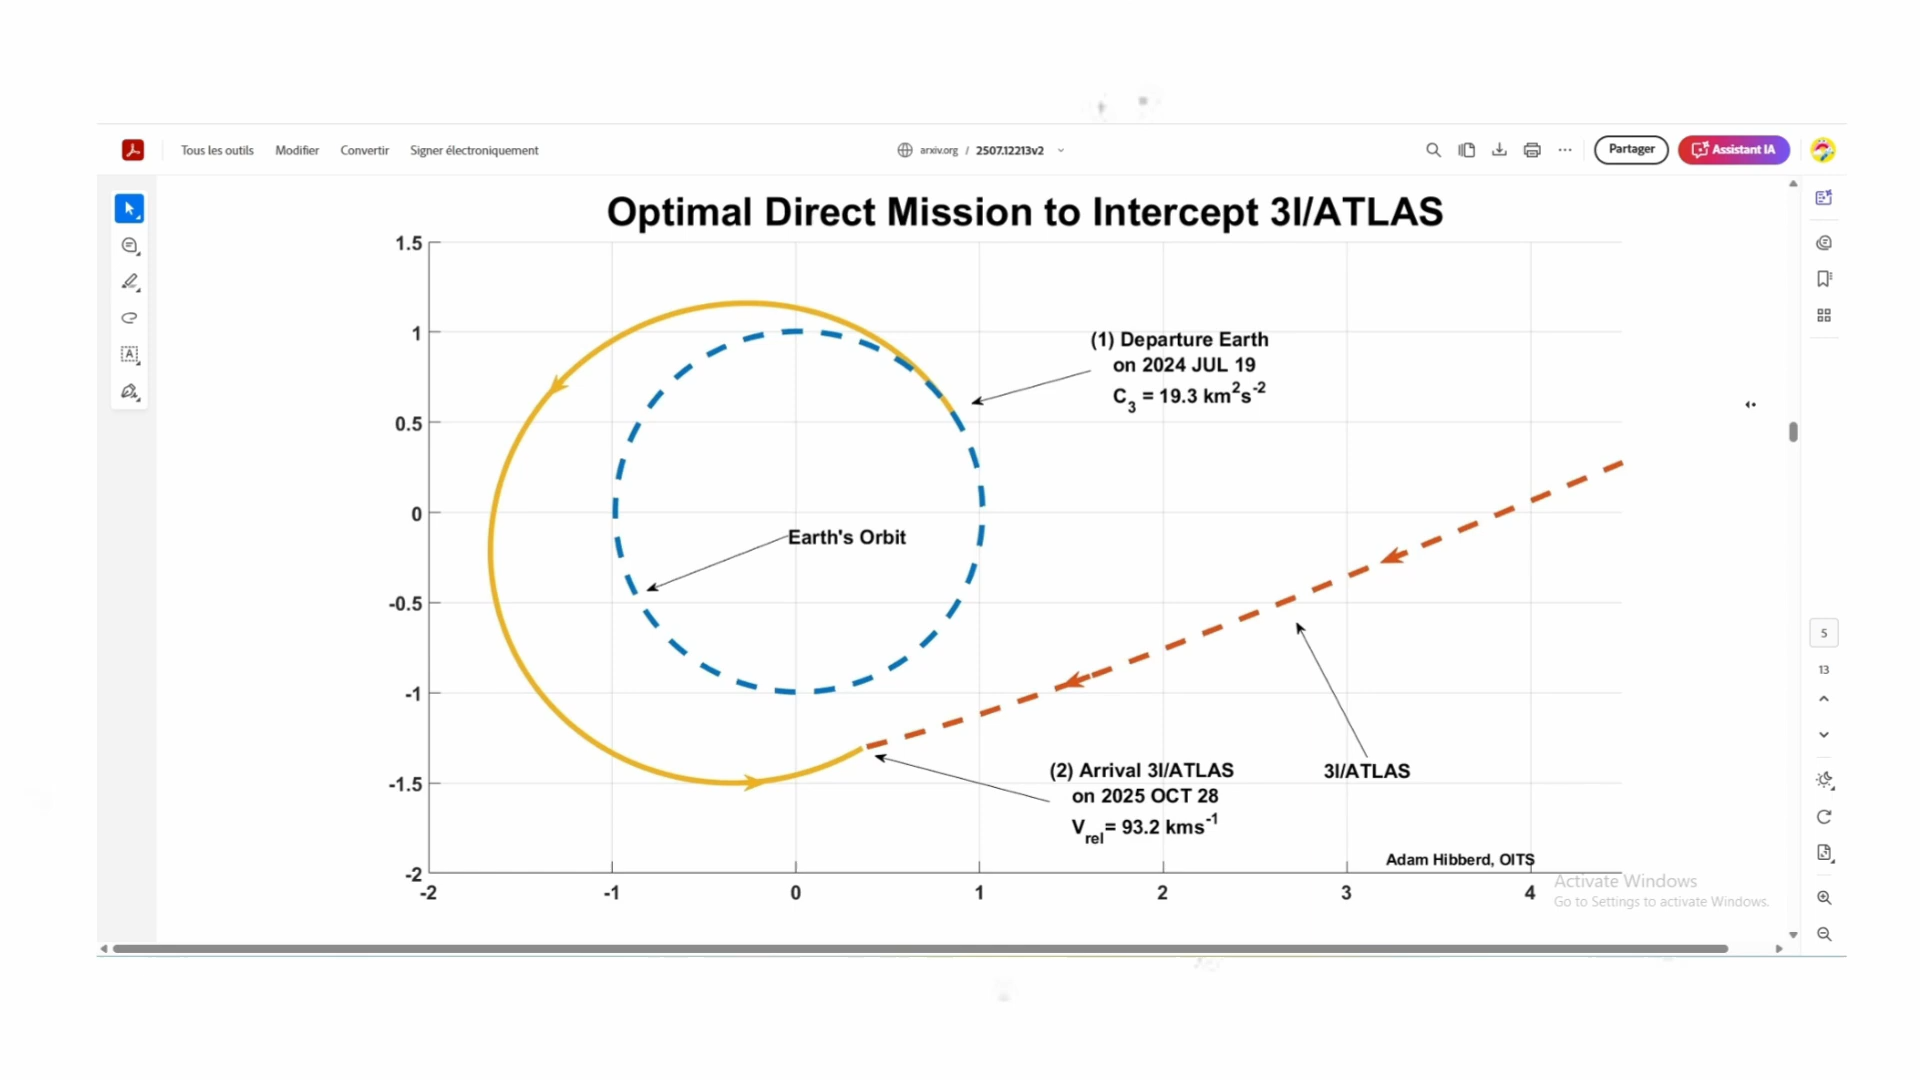 Tous les outils Modifier Convertir Signer électroniquement arxiv.org / 2507.12213v2 Partager Assistant IA
Optimal Direct Mission to Intercept 3I/ATLAS
1.5
1
0.5
0
-0.5
-1
-1.5
-2
(1) Departure Earth
on 2024 JUL 19
C3 = 19.3 km2s-2
Earth's Orbit
(2) Arrival 3I/ATLAS
on 2025 OCT 28
Vrel= 93.2 kms-1
3I/ATLAS
Adam Hibberd, OITS
-2 -1 0 1 2 3 4
Activate Windows
Go to Settings to activate Windows.
5
13